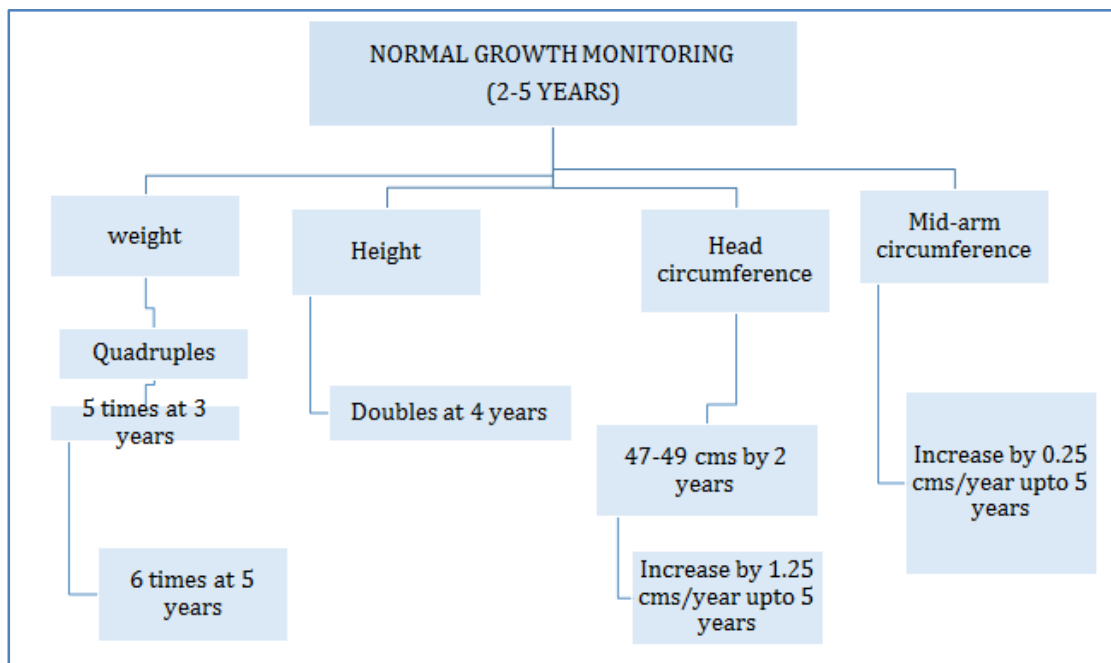 NORMAL GROWTH MONITORING
(2-5 YEARS)
weight
Quadruples
5 times at 3
years
6 times at 5
years
Height
Doubles at 4 years
Head
circumference
47-49 cms by 2
years
Increase by 1.25
cms/year upto 5
years
Mid-arm
circumference
Increase by 0.25
cms/year upto 5
years